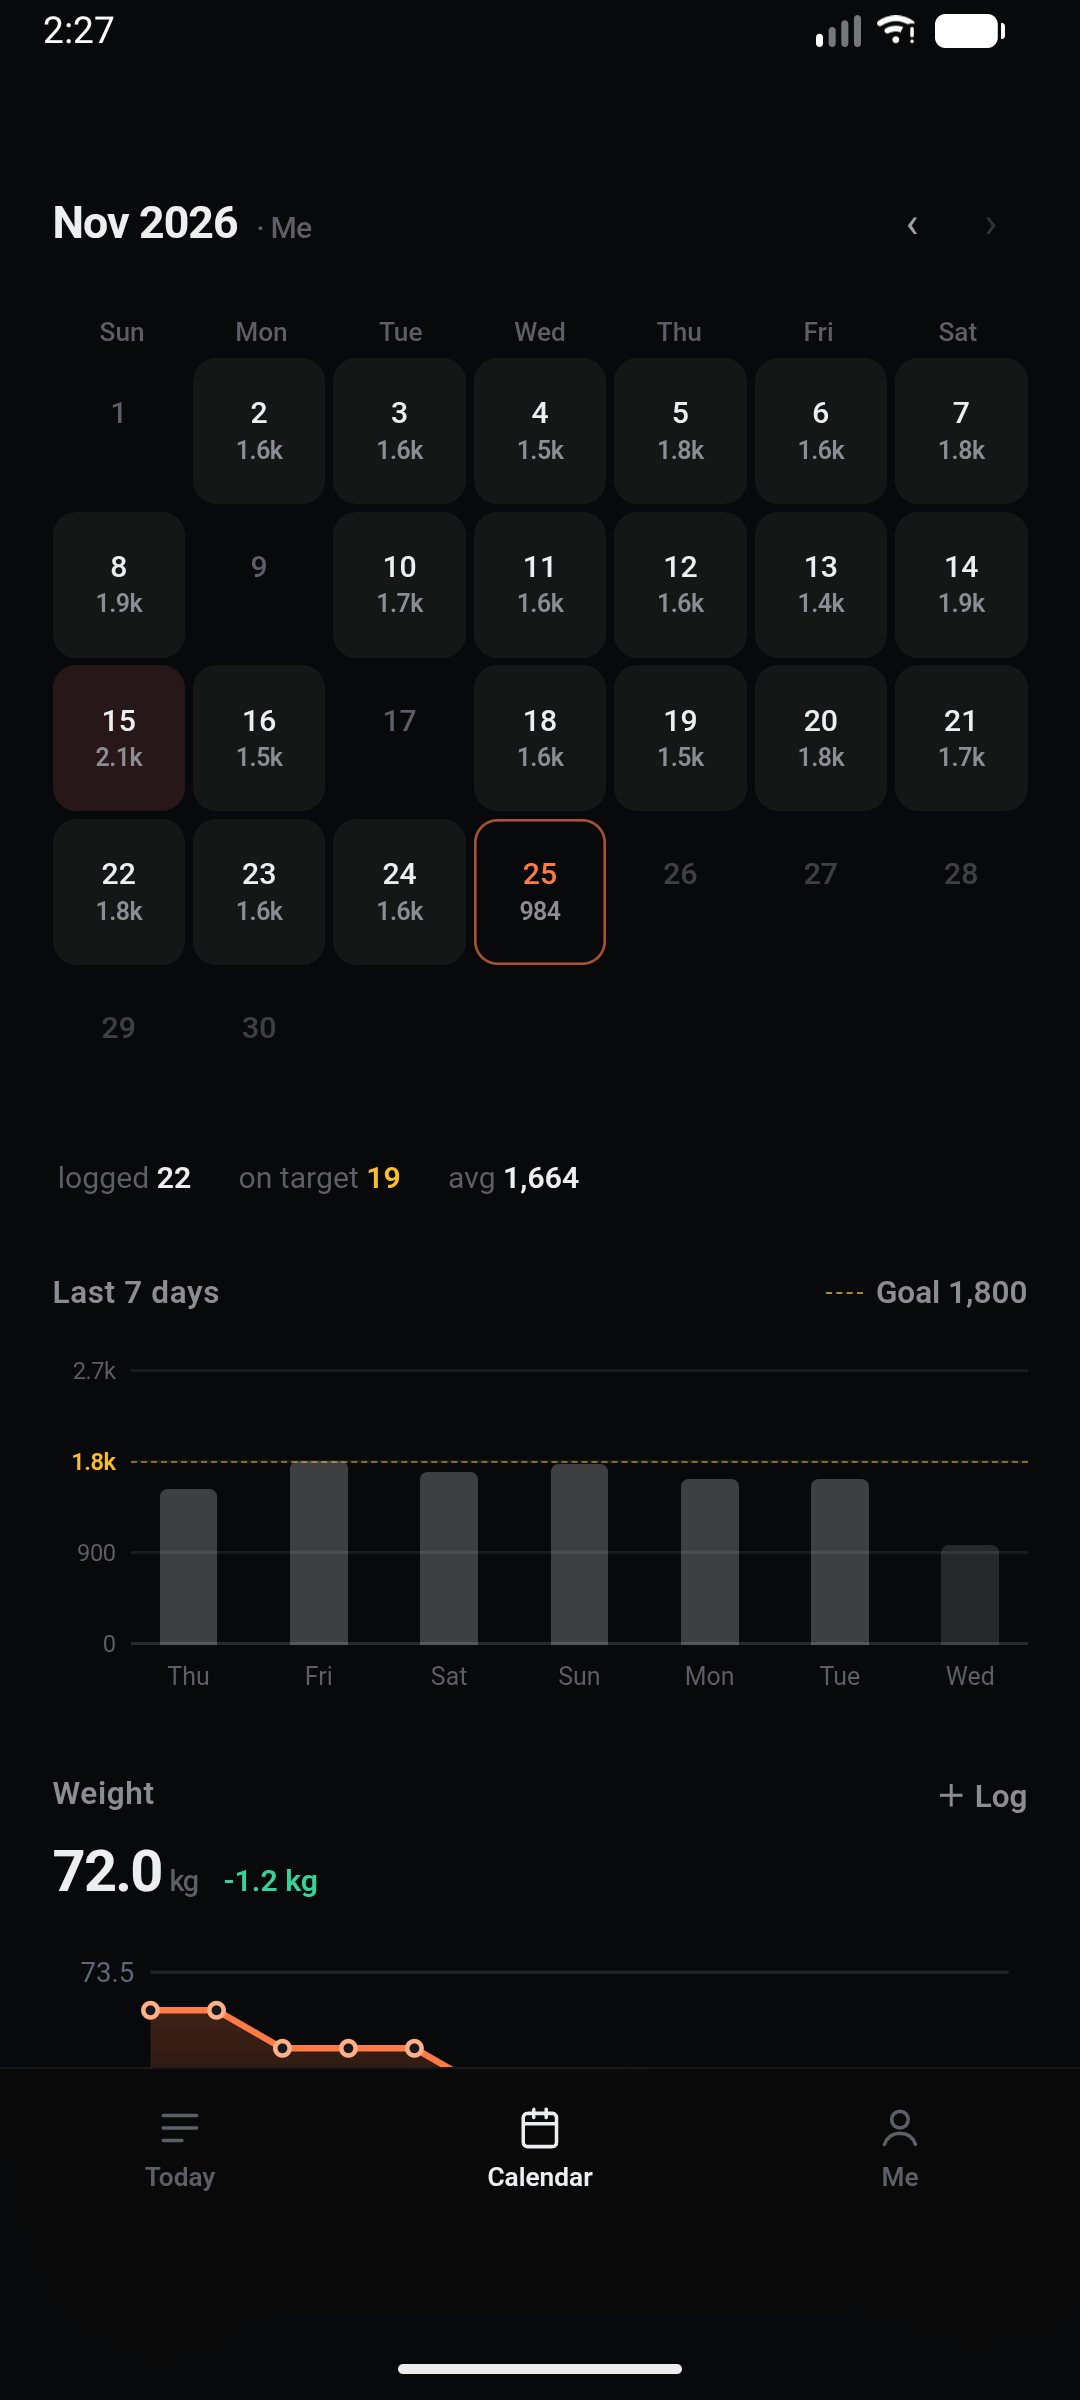 2:27
Nov 2026 · Me ‹ ›
Sun Mon Tue Wed Thu Fri Sat
1 2 3 4 5 6 7
1.6k 1.6k 1.5k 1.8k 1.6k 1.8k
8 9 10 11 12 13 14
1.9k 1.7k 1.6k 1.6k 1.4k 1.9k
15 16 17 18 19 20 21
2.1k 1.5k 1.6k 1.5k 1.8k 1.7k
22 23 24 25 26 27 28
1.8k 1.6k 1.6k 984
29 30
logged 22 on target 19 avg 1,664
Last 7 days Goal 1,800
2.7k
1.8k
900
0
Thu Fri Sat Sun Mon Tue Wed
Weight + Log
72.0 kg -1.2 kg
73.5
Today Calendar Me